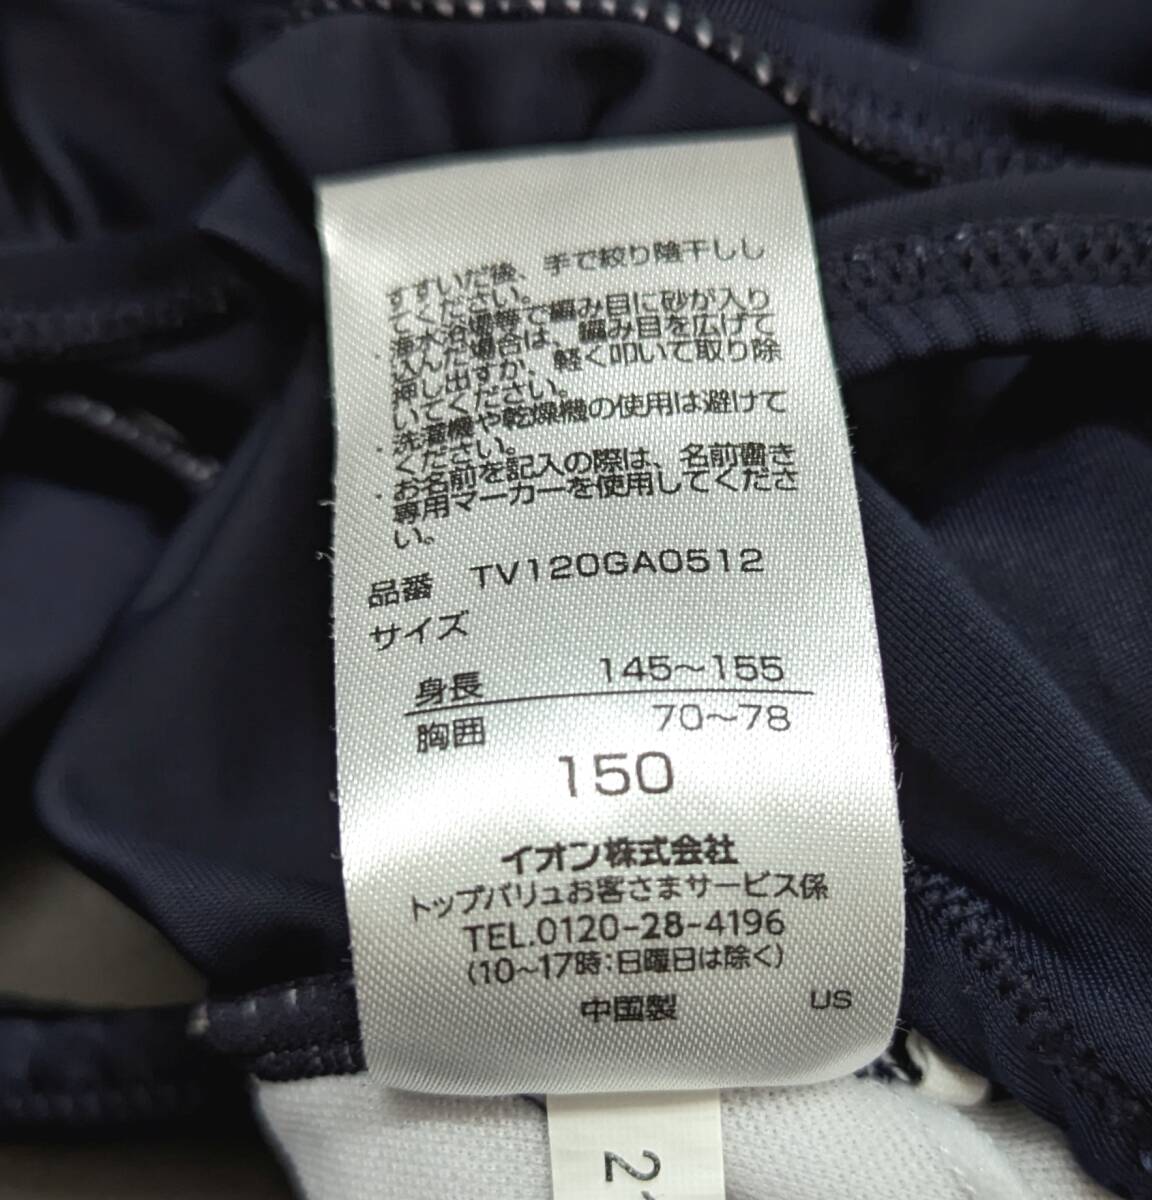 すすいだ後、手で絞り陰干しし
てください。
・海水浴場等で編み目に砂が入り
込んだ場合は、編み目を広げて
押し出すか、軽く叩いて取り除
いてください。
・洗濯機や乾燥機の使用は避けて
ください。
・お名前を記入の際は、名前書き
専用マーカーを使用してくださ
い。
品番 TV120GA0512
サイズ
身長 145～155
胸囲 70～78
150
イオン株式会社
トップバリュお客さまサービス係
TEL.0120-28-4196
(10～17時:日曜日は除く)
中国製 US